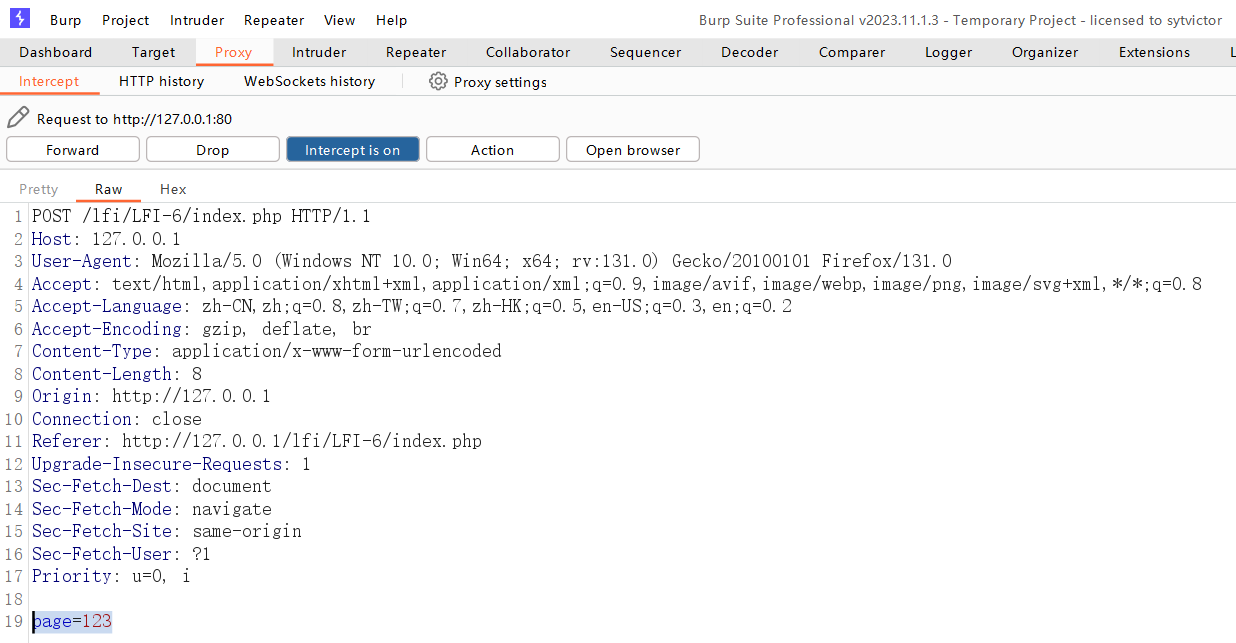 Burp Project Intruder Repeater View Help Burp Suite Professional v2023.11.1.3 - Temporary Project - licensed to sytvictor
Dashboard Target Proxy Intruder Repeater Collaborator Sequencer Decoder Comparer Logger Organizer Extensions L
Intercept HTTP history WebSockets history Proxy settings
Request to http://127.0.0.1:80
Forward Drop Intercept is on Action Open browser
Pretty Raw Hex
1 POST /lfi/LFI-6/index.php HTTP/1.1
2 Host: 127.0.0.1
3 User-Agent: Mozilla/5.0 (Windows NT 10.0; Win64; x64; rv:131.0) Gecko/20100101 Firefox/131.0
4 Accept: text/html,application/xhtml+xml,application/xml;q=0.9,image/avif,image/webp,image/png,image/svg+xml,*/*;q=0.8
5 Accept-Language: zh-CN,zh;q=0.8,zh-TW;q=0.7,zh-HK;q=0.5,en-US;q=0.3,en;q=0.2
6 Accept-Encoding: gzip, deflate, br
7 Content-Type: application/x-www-form-urlencoded
8 Content-Length: 8
9 Origin: http://127.0.0.1
10 Connection: close
11 Referer: http://127.0.0.1/lfi/LFI-6/index.php
12 Upgrade-Insecure-Requests: 1
13 Sec-Fetch-Dest: document
14 Sec-Fetch-Mode: navigate
15 Sec-Fetch-Site: same-origin
16 Sec-Fetch-User: ?1
17 Priority: u=0, i
18
19 page=123